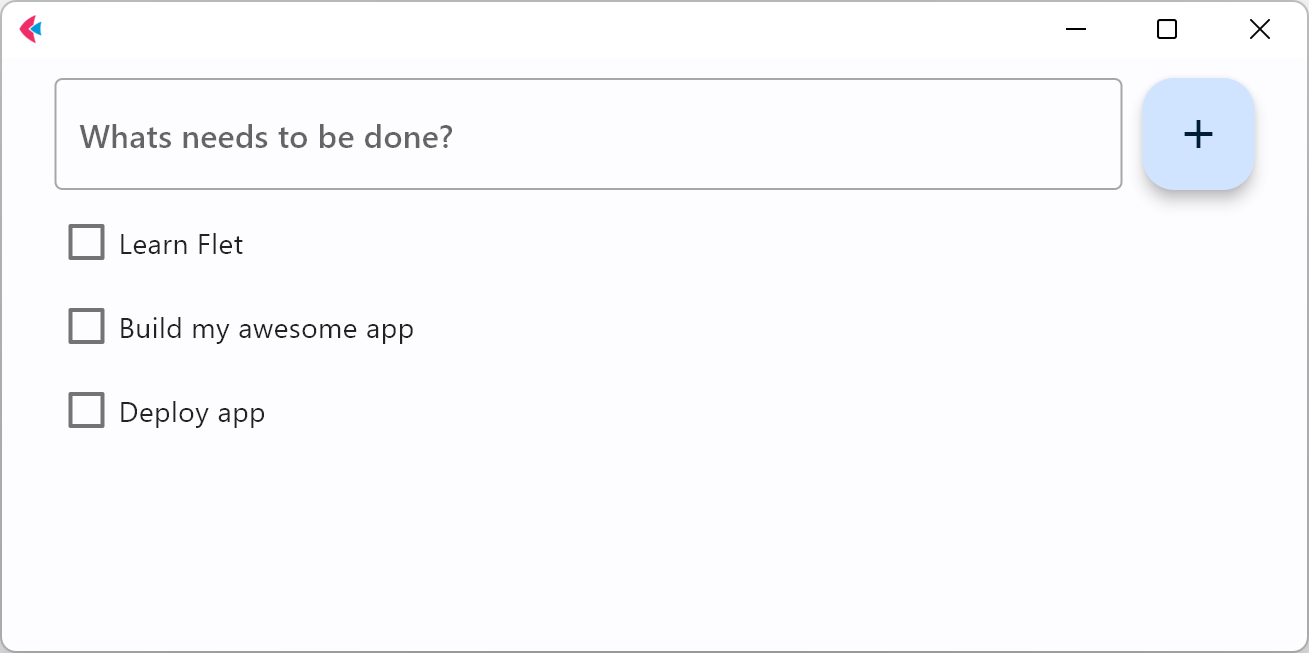 Whats needs to be done?
Learn Flet
Build my awesome app
Deploy app